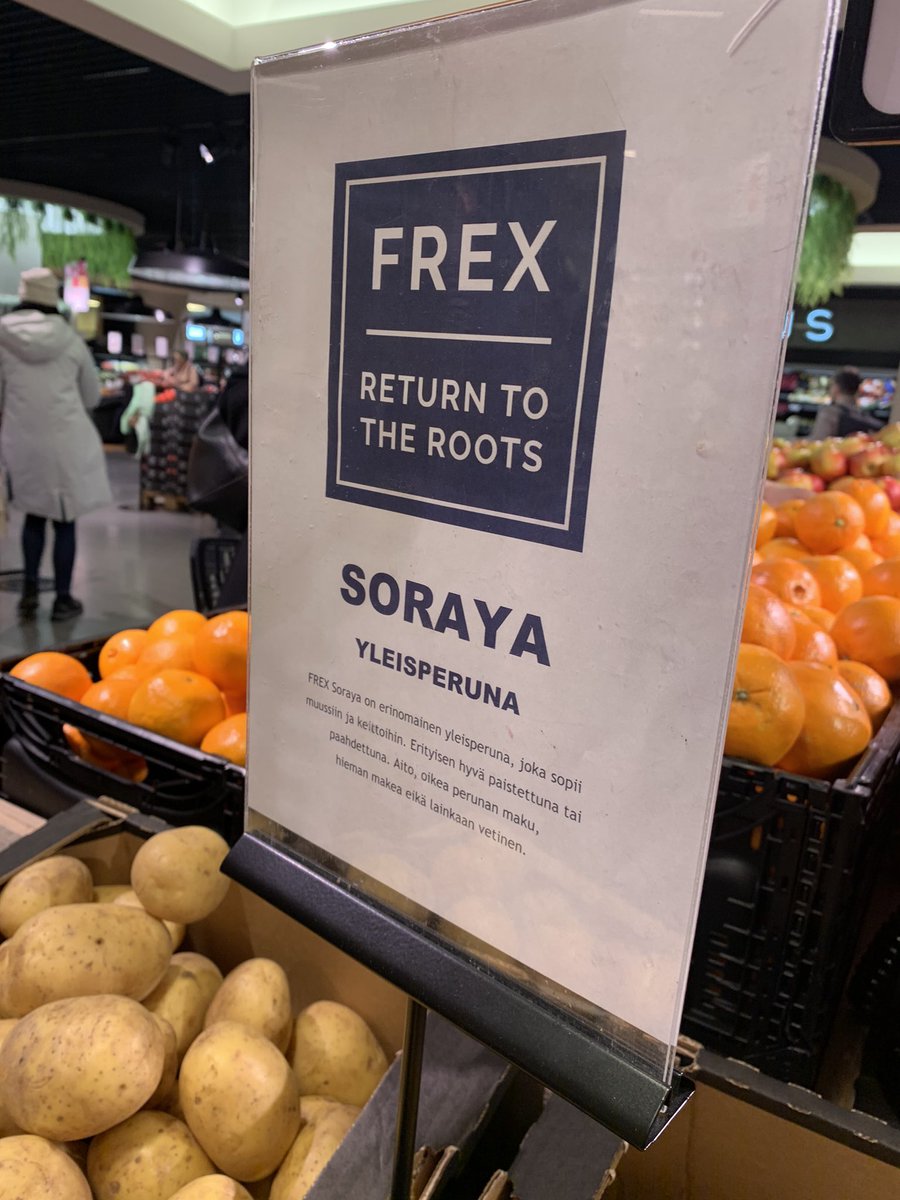 FREX
RETURN TO
THE ROOTS
SORAYA
YLEISPERUNA
FREX Soraya on erinomainen yleisperuna, joka sopii
muussiin ja keittoihin. Erityisen hyvä paistettuna tai
paahdettuna. Aito, oikea perunan maku,
hieman makea eikä lainkaan vetinen.